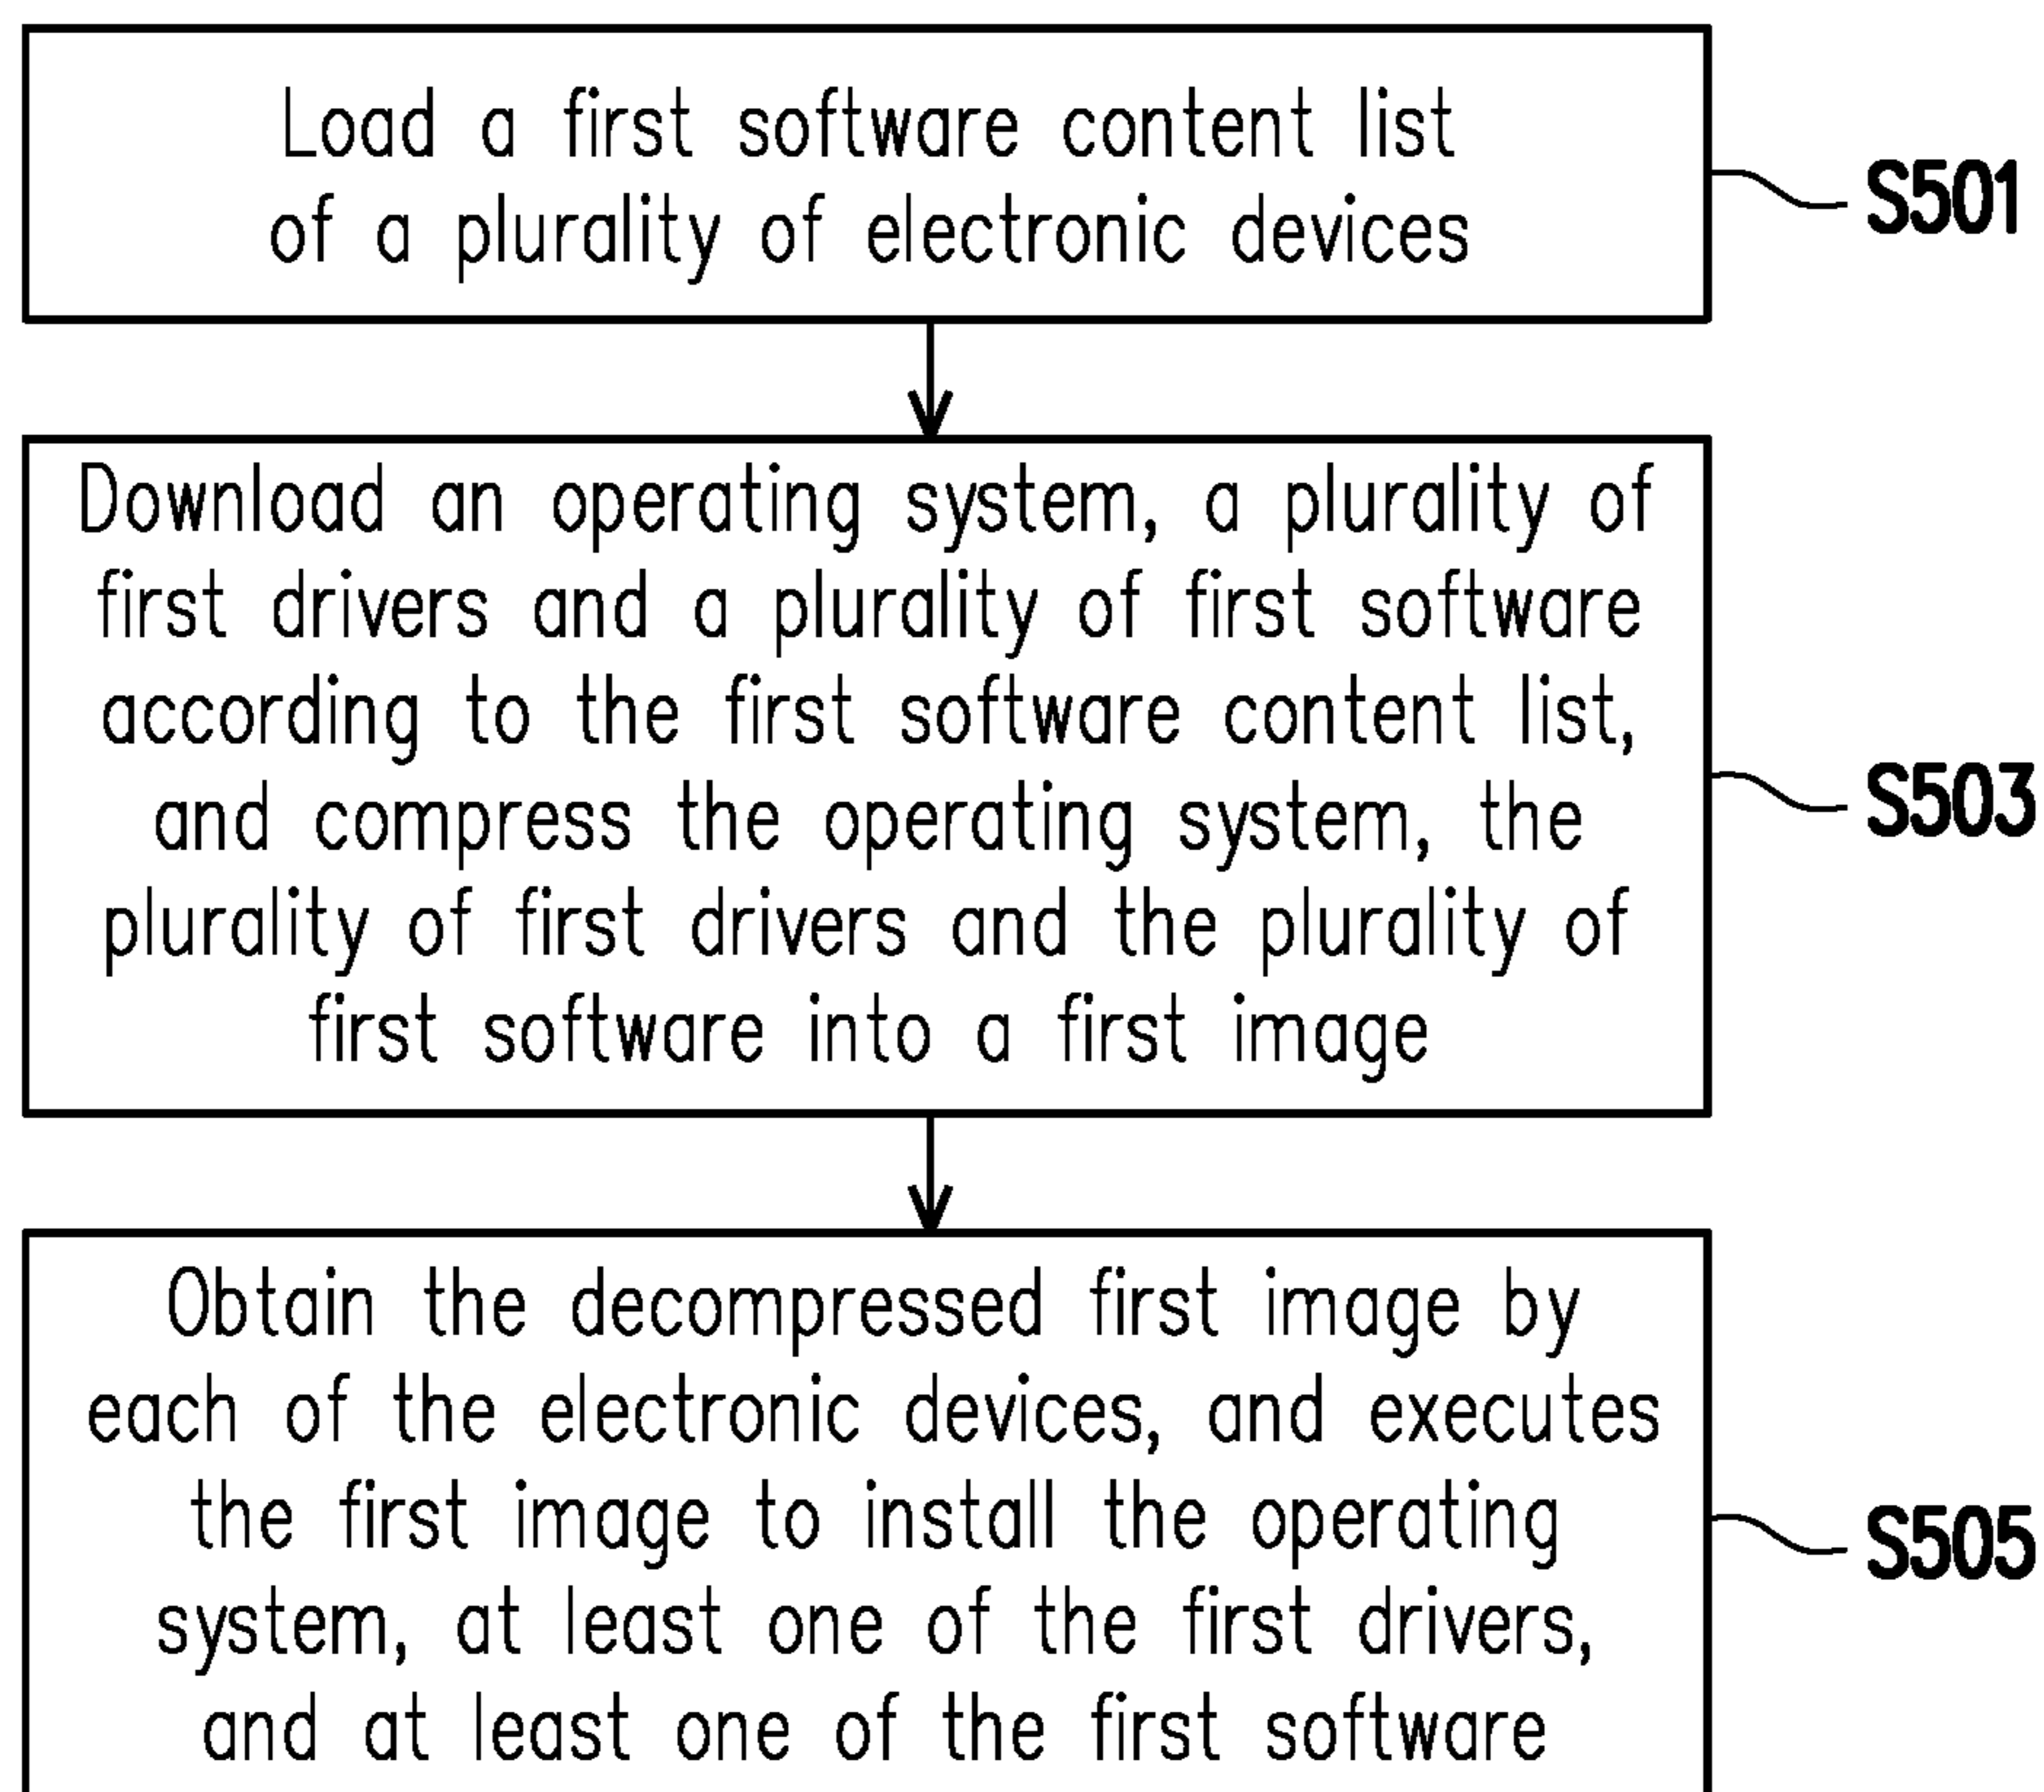 Load a first software content list
of a plurality of electronic devices
S501
Download an operating system, a plurality of
first drivers and a plurality of first software
according to the first software content list,
and compress the operating system, the
plurality of first drivers and the plurality of
first software into a first image
S503
Obtain the decompressed first image by
each of the electronic devices, and executes
the first image to install the operating
system, at least one of the first drivers,
and at least one of the first software
S505